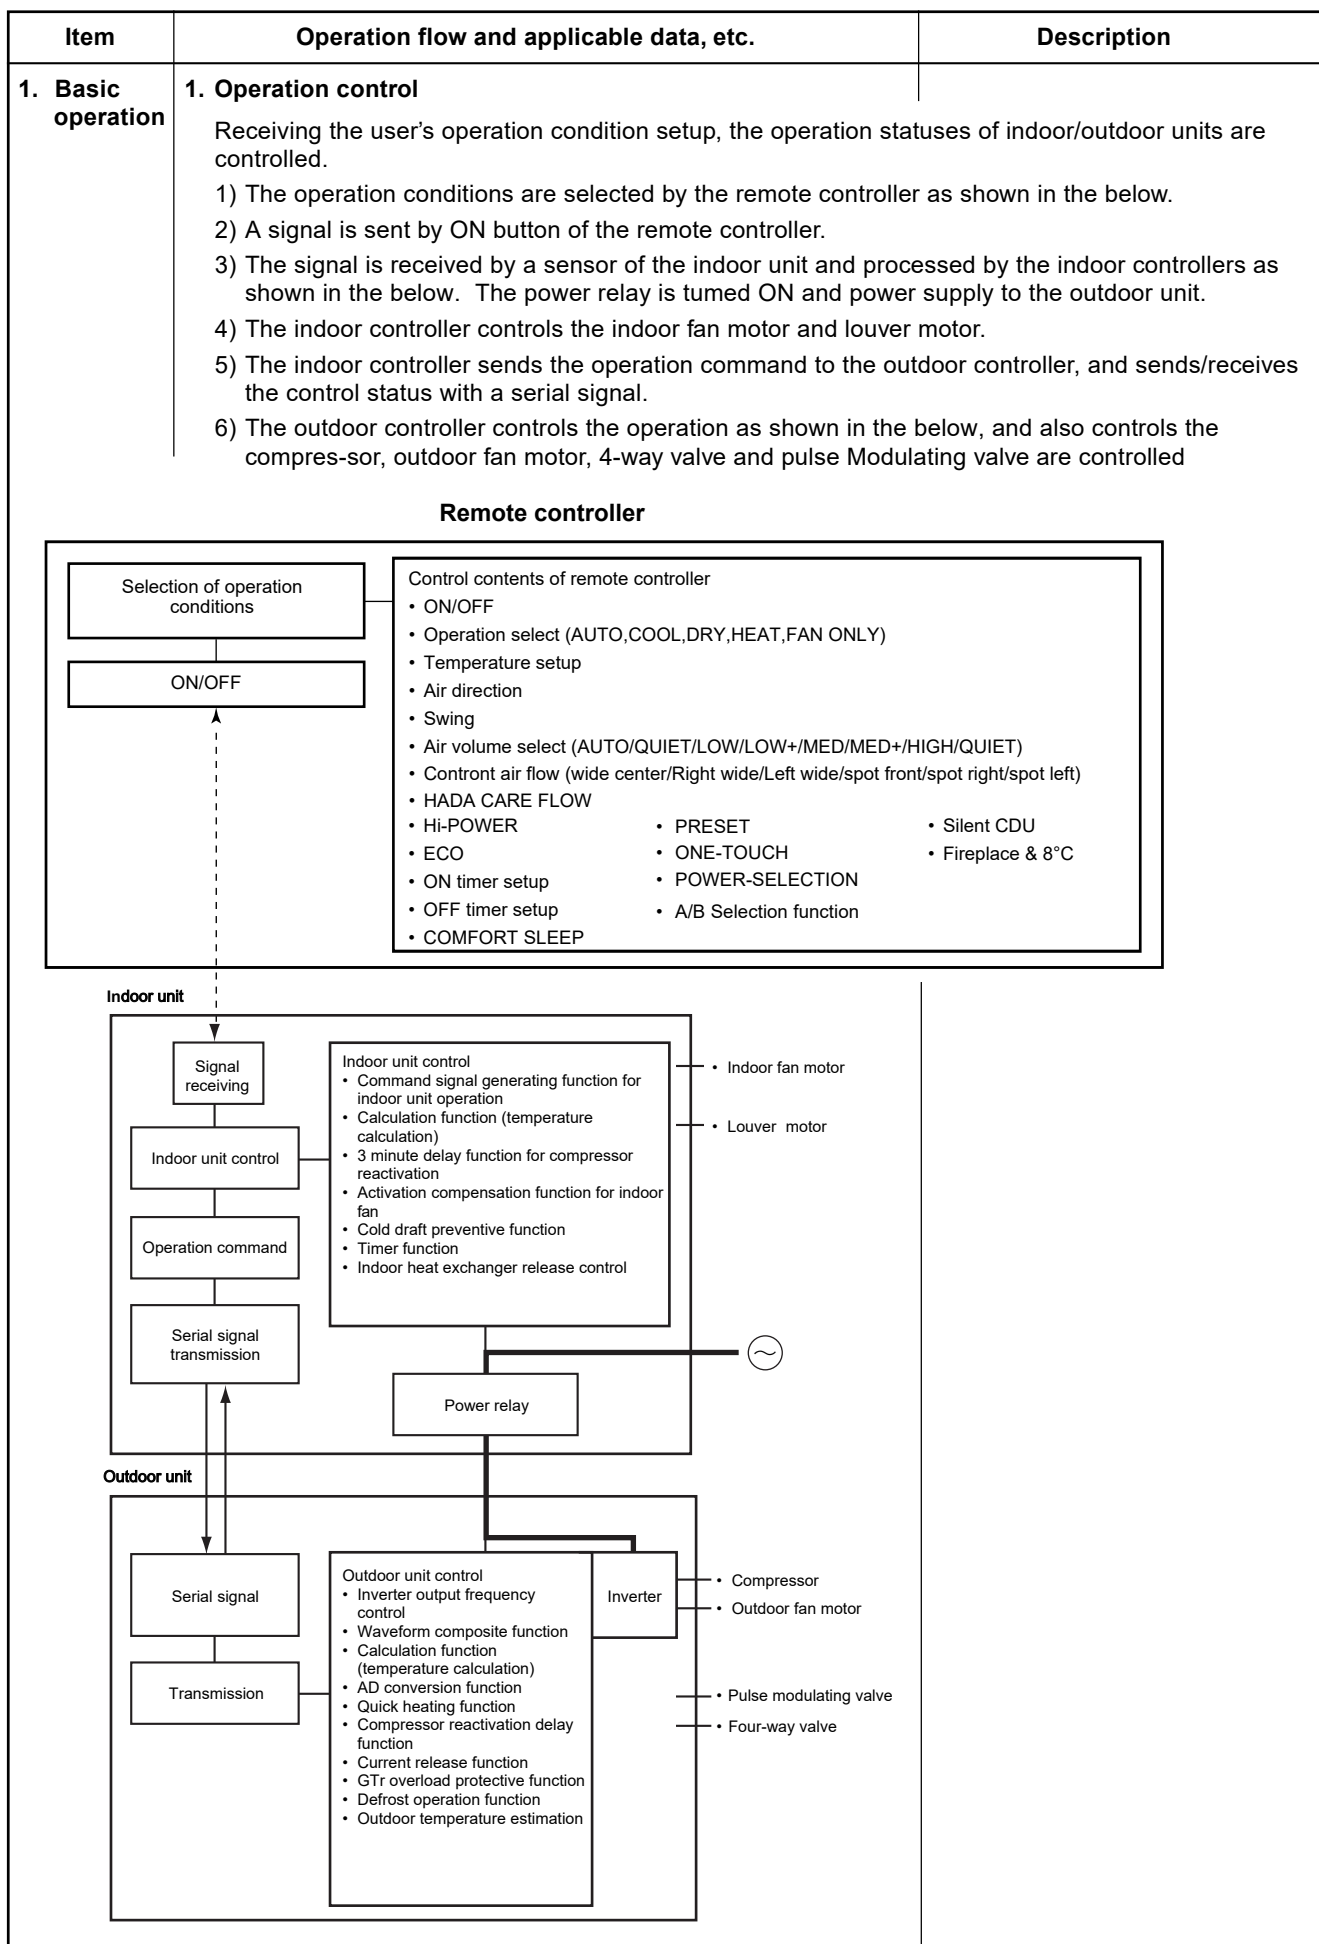 Item
Operation flow and applicable data, etc.
Description
1. Basic
operation
1. Operation control
Receiving the user's operation condition setup, the operation statuses of indoor/outdoor units are
controlled.
1) The operation conditions are selected by the remote controller as shown in the below.
2) A signal is sent by ON button of the remote controller.
3) The signal is received by a sensor of the indoor unit and processed by the indoor controllers as
shown in the below. The power relay is tumed ON and power supply to the outdoor unit.
4) The indoor controller controls the indoor fan motor and louver motor.
5) The indoor controller sends the operation command to the outdoor controller, and sends/receives
the control status with a serial signal.
6) The outdoor controller controls the operation as shown in the below, and also controls the
compres-sor, outdoor fan motor, 4-way valve and pulse Modulating valve are controlled
Remote controller
Selection of operation
conditions
ON/OFF
Control contents of remote controller
• ON/OFF
• Operation select (AUTO,COOL,DRY,HEAT,FAN ONLY)
• Temperature setup
• Air direction
• Swing
• Air volume select (AUTO/QUIET/LOW/LOW+/MED/MED+/HIGH/QUIET)
• Contront air flow (wide center/Right wide/Left wide/spot front/spot right/spot left)
• HADA CARE FLOW
• Hi-POWER
• ECO
• ON timer setup
• OFF timer setup
• COMFORT SLEEP
• PRESET
• ONE-TOUCH
• POWER-SELECTION
• A/B Selection function
• Silent CDU
• Fireplace & 8°C
Indoor unit
Signal
receiving
Indoor unit control
Operation command
Serial signal
transmission
Indoor unit control
• Command signal generating function for
indoor unit operation
• Calculation function (temperature
calculation)
• 3 minute delay function for compressor
reactivation
• Activation compensation function for indoor
fan
• Cold draft preventive function
• Timer function
• Indoor heat exchanger release control
• Indoor fan motor
• Louver motor
Power relay
Outdoor unit
Serial signal
Transmission
Outdoor unit control
• Inverter output frequency
control
• Waveform composite function
• Calculation function
(temperature calculation)
• AD conversion function
• Quick heating function
• Compressor reactivation delay
function
• Current release function
• GTr overload protective function
• Defrost operation function
• Outdoor temperature estimation
Inverter
• Compressor
• Outdoor fan motor
• Pulse modulating valve
• Four-way valve